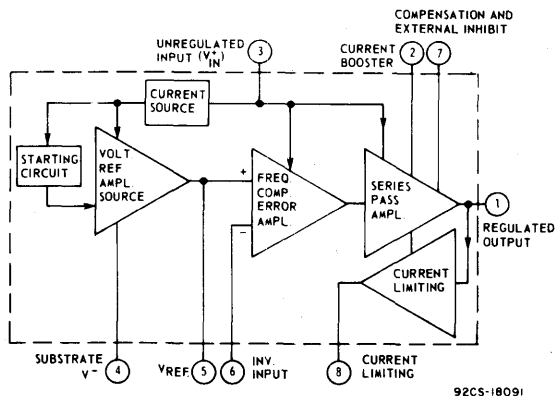 COMPENSATION AND
EXTERNAL INHIBIT
UNREGULATED
INPUT (V+IN)
3
CURRENT
BOOSTER
2
7
CURRENT
SOURCE
STARTING
CIRCUIT
VOLT
REF
AMPL.
SOURCE
+
FREQ
COMP.
ERROR
AMPL.
−
SERIES
PASS
AMPL.
1
REGULATED
OUTPUT
CURRENT
LIMITING
SUBSTRATE
V−
4
VREF.
5
6
INV.
INPUT
8
CURRENT
LIMITING
92CS-18091